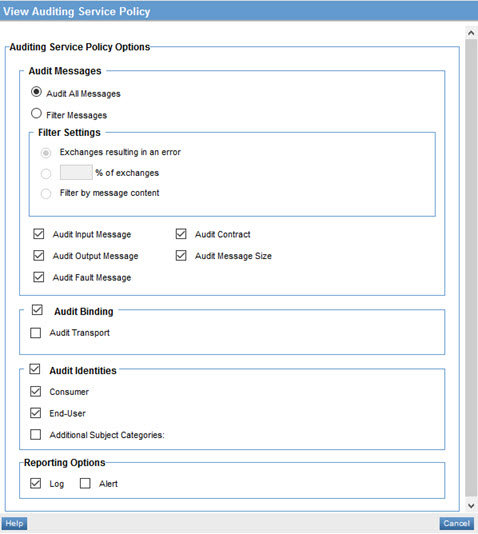 View Auditing Service Policy
Auditing Service Policy Options
Audit Messages
Audit All Messages
Filter Messages
Filter Settings
Exchanges resulting in an error
% of exchanges
Filter by message content
Audit Input Message Audit Contract
Audit Output Message Audit Message Size
Audit Fault Message
Audit Binding
Audit Transport
Audit Identities
Consumer
End-User
Additional Subject Categories:
Reporting Options
Log Alert
Help Cancel